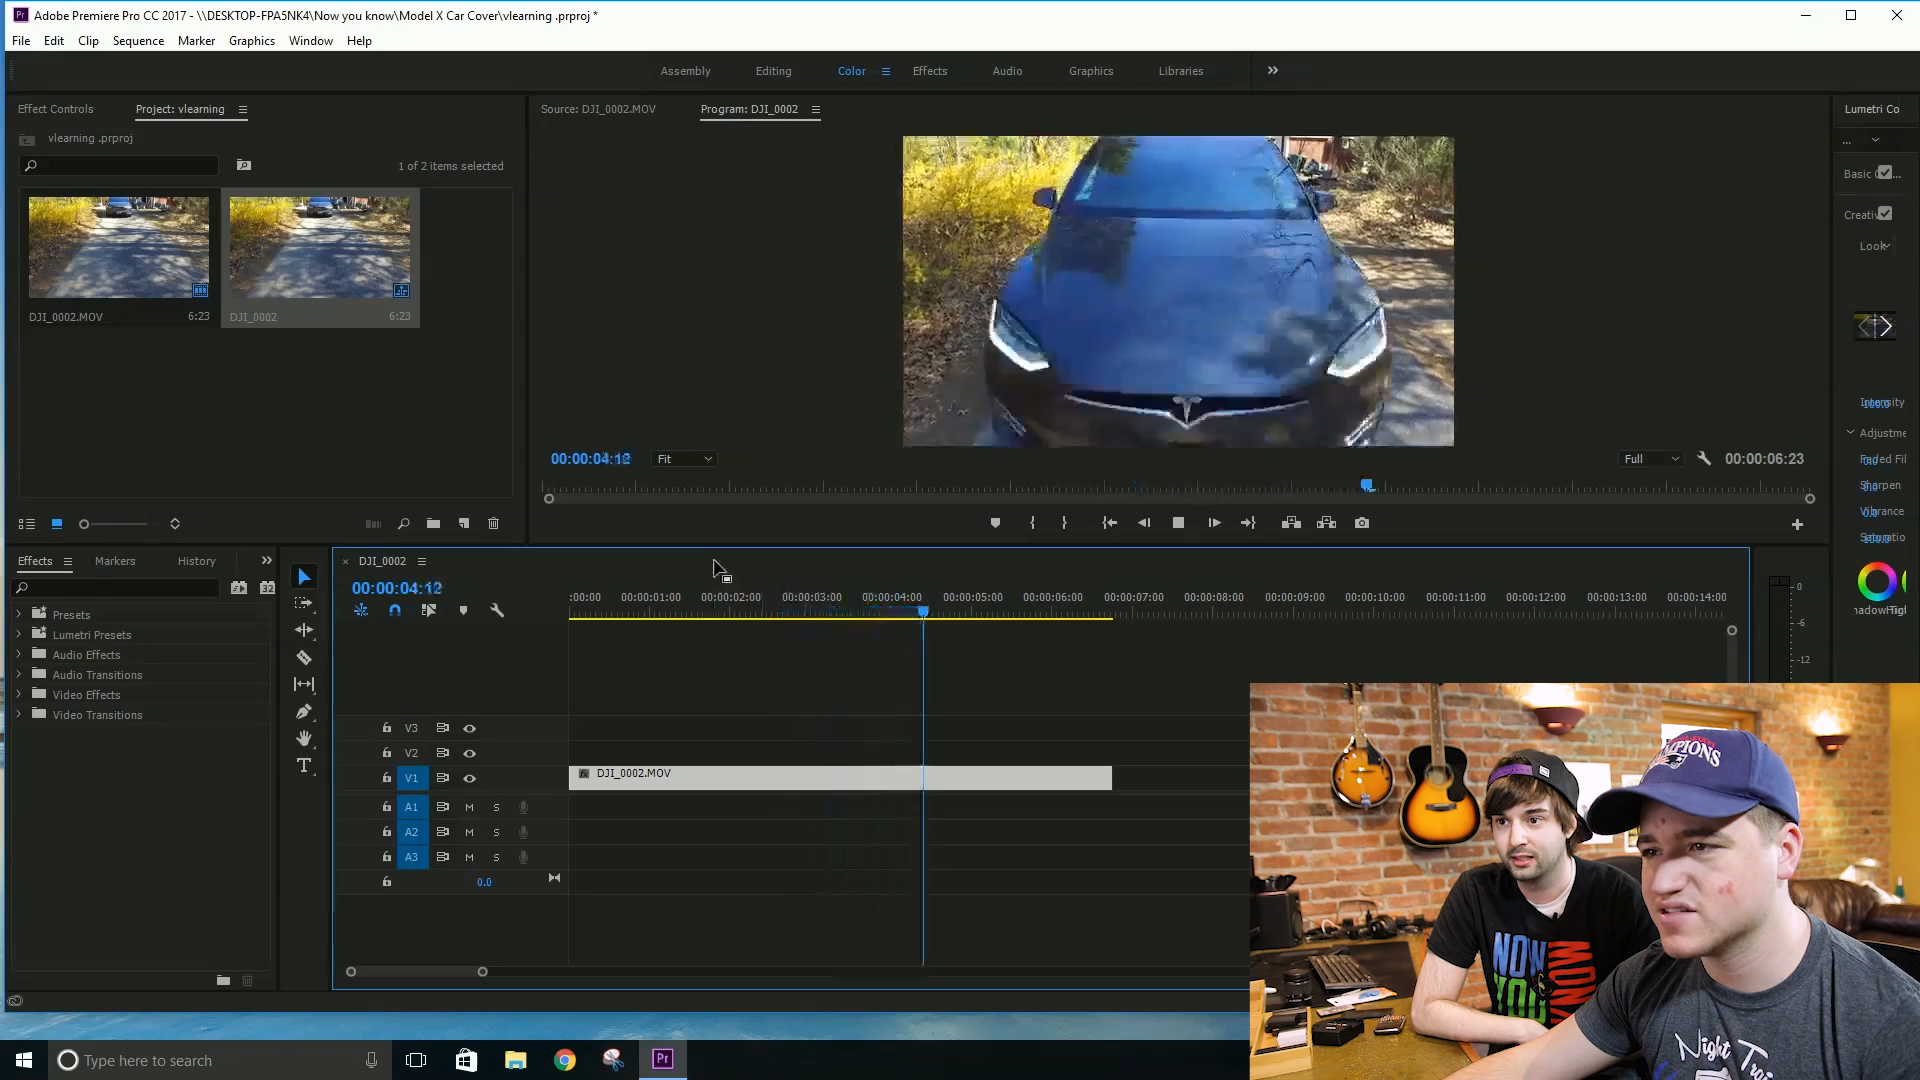 Adobe Premiere Pro CC 2017 - \\DESKTOP-FPA5NK4\Now you know\Model X Car Cover\vlearning .prproj *
File Edit Clip Sequence Marker Graphics Window Help
Assembly Editing Color Effects Audio Graphics Libraries
Effect Controls Project: vlearning
Source: DJI_0002.MOV Program: DJI_0002
Lumetri Co
vlearning .prproj
1 of 2 items selected
...
Basic C...
Creativ
Look
DJI_0002.MOV 6:23
DJI_0002 6:23
Intensity
Adjustme
Faded Fil
Sharpen
Vibrance
Saturatio
Fit
Full
00:00:06:23
Effects Markers History
DJI_0002
:00:00 00:00:01:00 00:00:02:00 00:00:03:00 00:00:04:00 00:00:05:00 00:00:06:00 00:00:07:00 00:00:08:00 00:00:09:00 00:00:10:00 00:00:11:00 00:00:12:00 00:00:13:00 00:00:14:00
0
-6
-12
Presets
Lumetri Presets
Audio Effects
Audio Transitions
Video Effects
Video Transitions
32
V3
V2
V1
DJI_0002.MOV
A1 M S
A2 M S
A3 M S
0.0
CHAMPIONS
NOW
YOU
Night
Type here to search
Pr